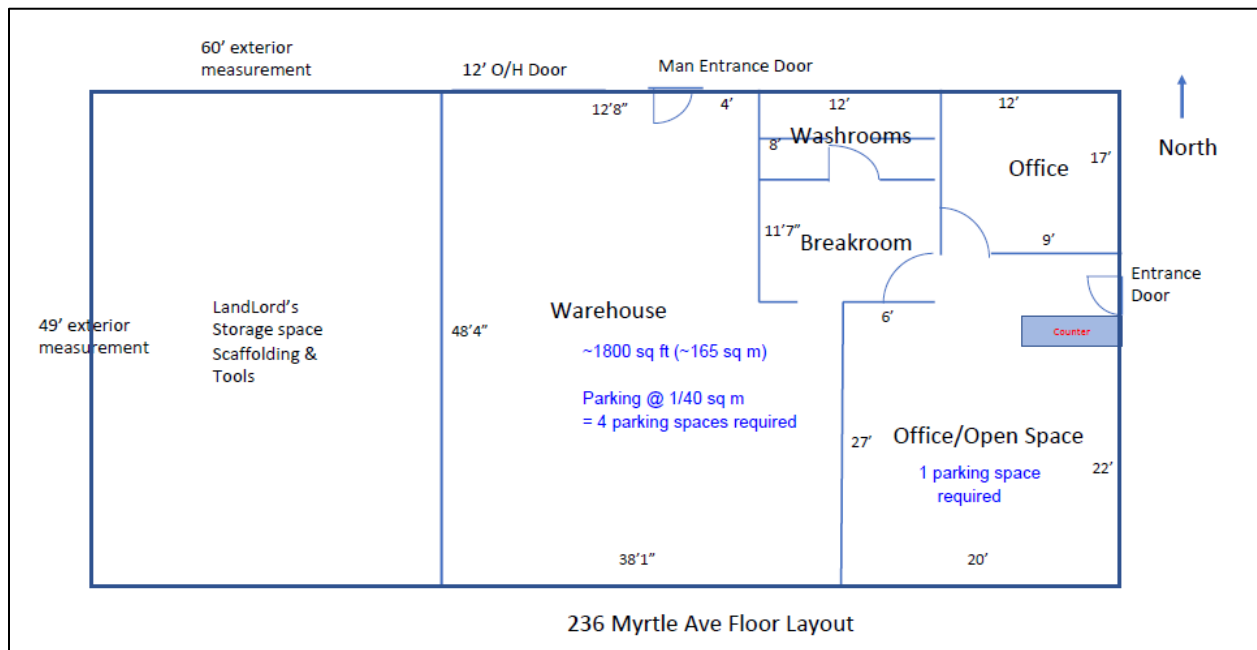 60’ exterior
measurement
12’ O/H Door
Man Entrance Door
12’8”
4’
12’
12’
North
8’
Washrooms
17’
Office
11’7”
Breakroom
9’
Entrance
Door
49’ exterior
measurement
LandLord’s
Storage space
Scaffolding &
Tools
48’4”
Warehouse
~1800 sq ft (~165 sq m)
Parking @ 1/40 sq m
= 4 parking spaces required
6’
Counter
27’
Office/Open Space
22’
1 parking space
required
38’1”
20’
236 Myrtle Ave Floor Layout